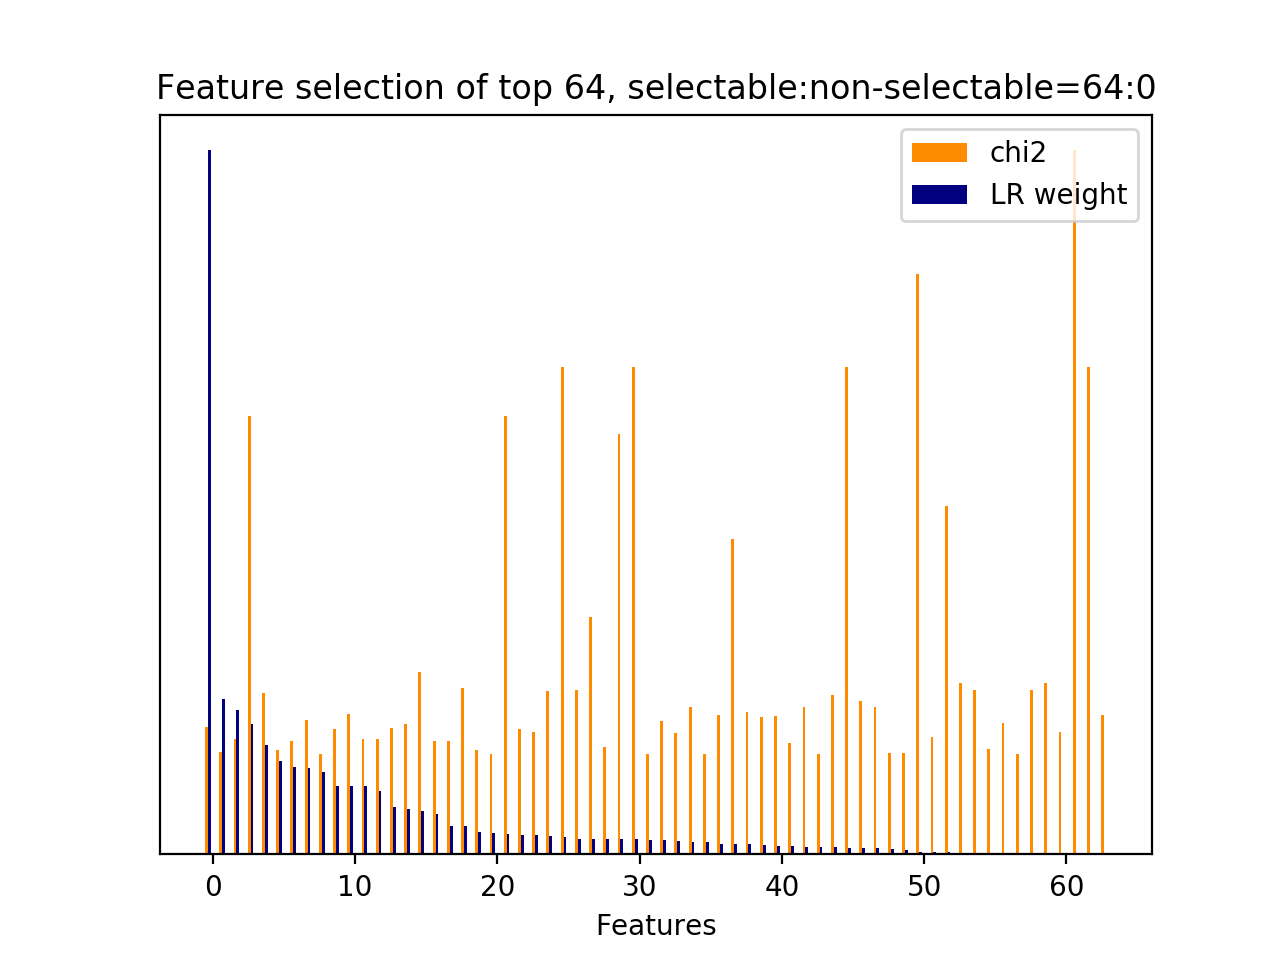 Feature selection of top 64, selectable:non-selectable=64:0
chi2
LR weight
0 10 20 30 40 50 60
Features